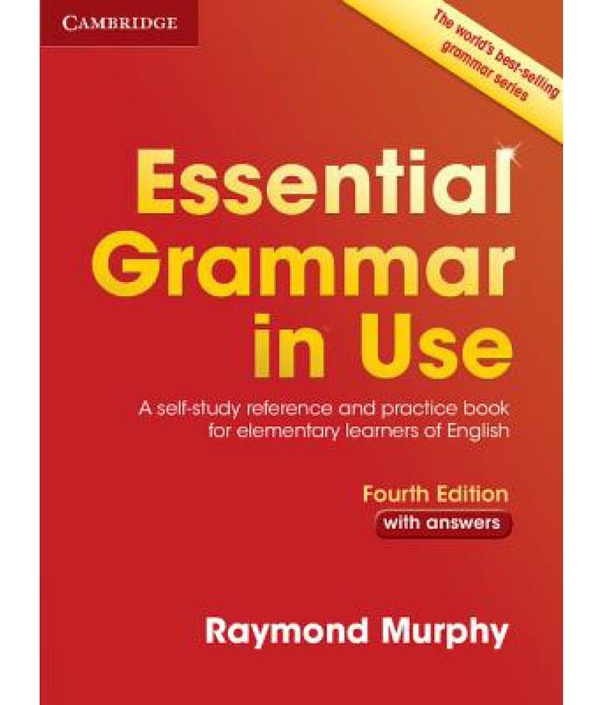 CAMBRIDGE
The world's best-selling
grammar series
Essential
Grammar
in Use
A self-study reference and practice book
for elementary learners of English
Fourth Edition
with answers
Raymond Murphy